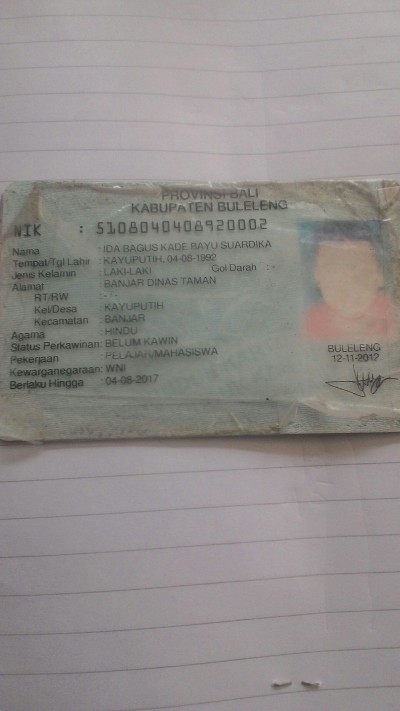 PROVINSI BALI
KABUPATEN BULELENG
NIK : 5108040408920002
Nama : IDA BAGUS KADE BAYU SUARDIKA
Tempat/Tgl Lahir : KAYUPUTIH, 04-08-1992
Jenis Kelamin : LAKI-LAKI Gol Darah : -
Alamat : BANJAR DINAS TAMAN
RT/RW : - / -
Kel/Desa : KAYUPUTIH
Kecamatan : BANJAR
Agama : HINDU
Status Perkawinan : BELUM KAWIN
Pekerjaan : PELAJAR/MAHASISWA
Kewarganegaraan : WNI
Berlaku Hingga : 04-08-2017
BULELENG
12-11-2012